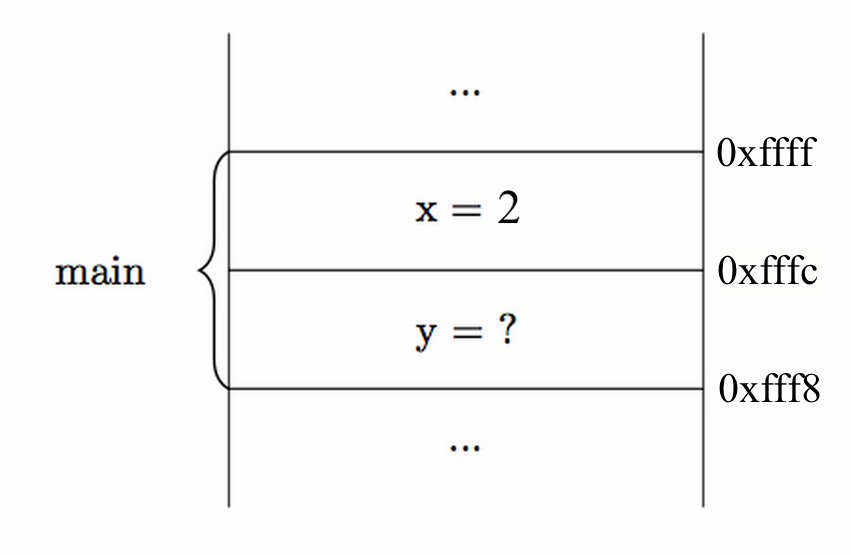 ...
0xffff
x = 2
main
0xfffc
y = ?
0xfff8
...